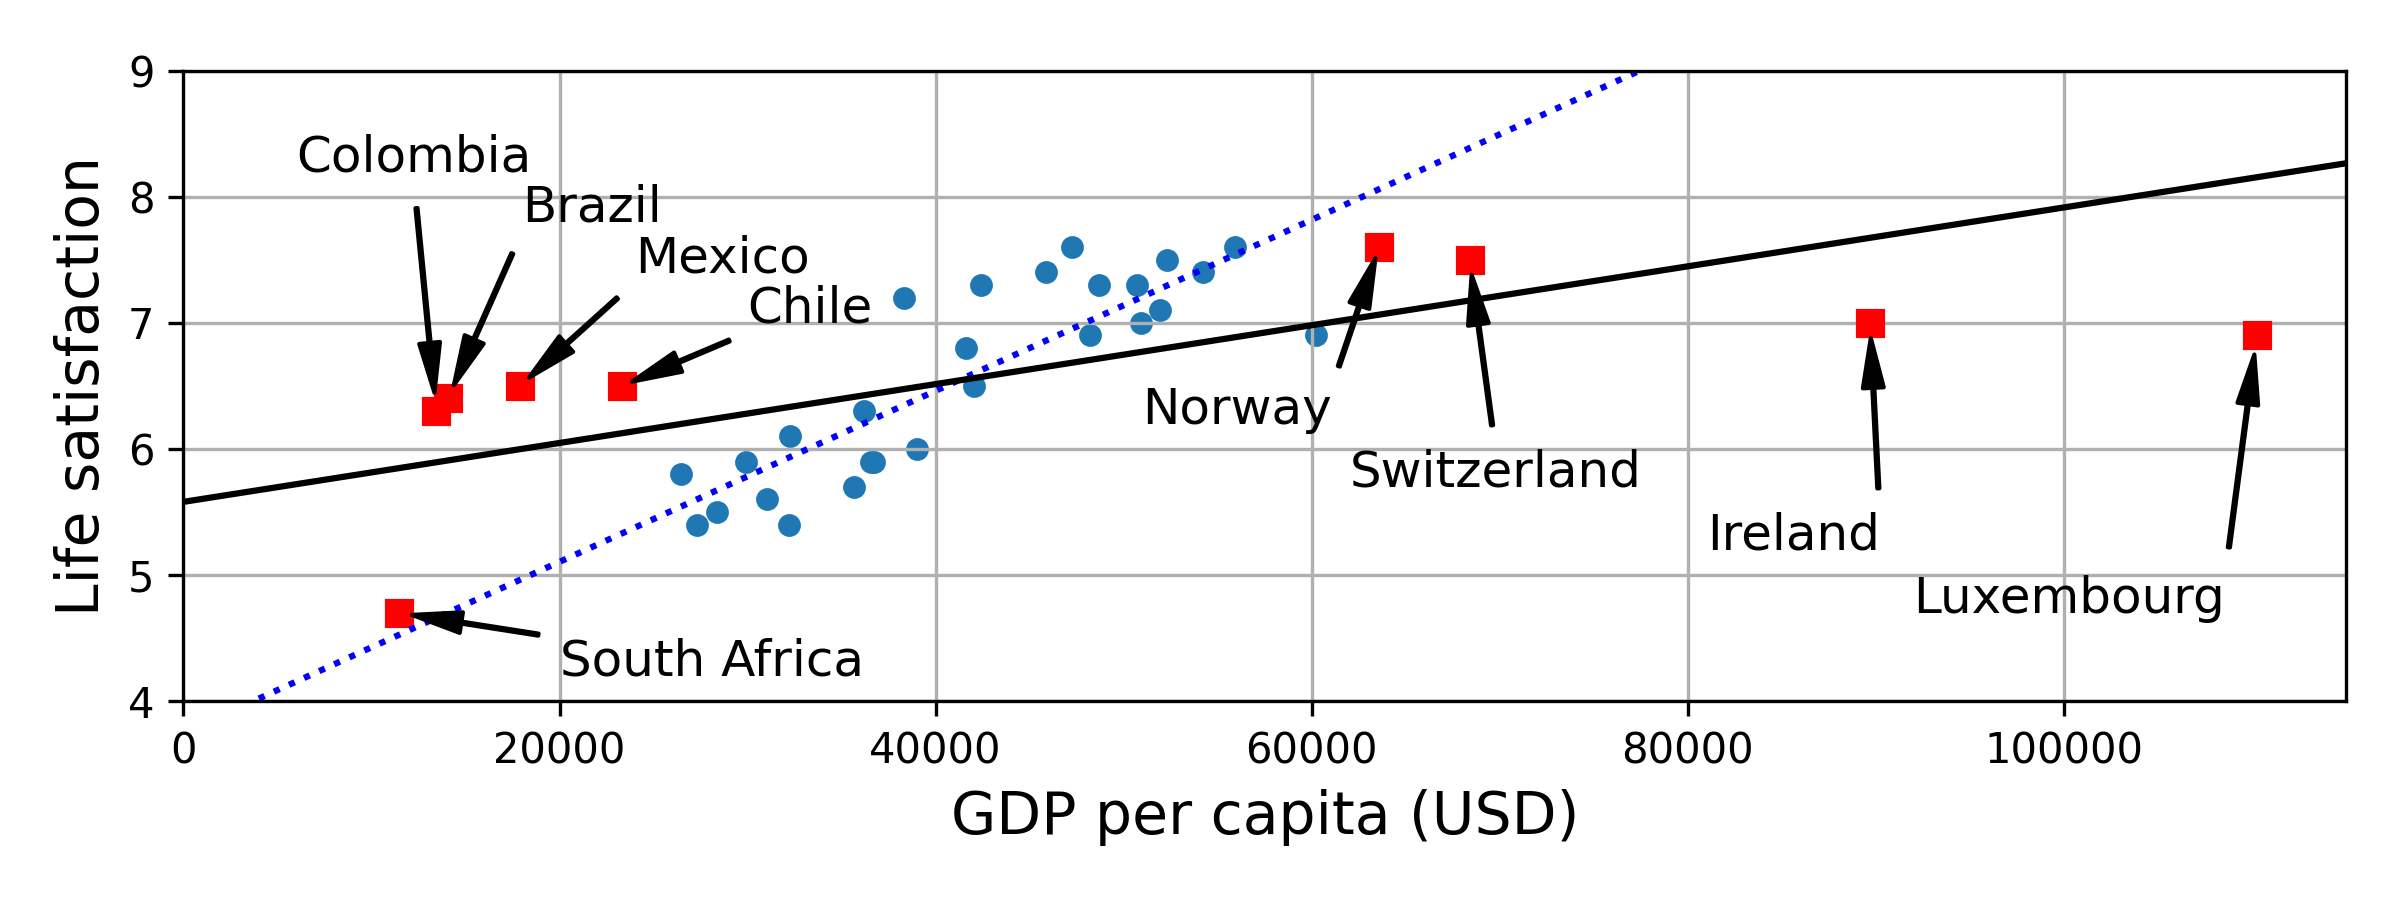 9
8
7
6
5
4
Life satisfaction
Colombia
Brazil
Mexico
Chile
Norway
Switzerland
Ireland
Luxembourg
South Africa
0 20000 40000 60000 80000 100000
GDP per capita (USD)